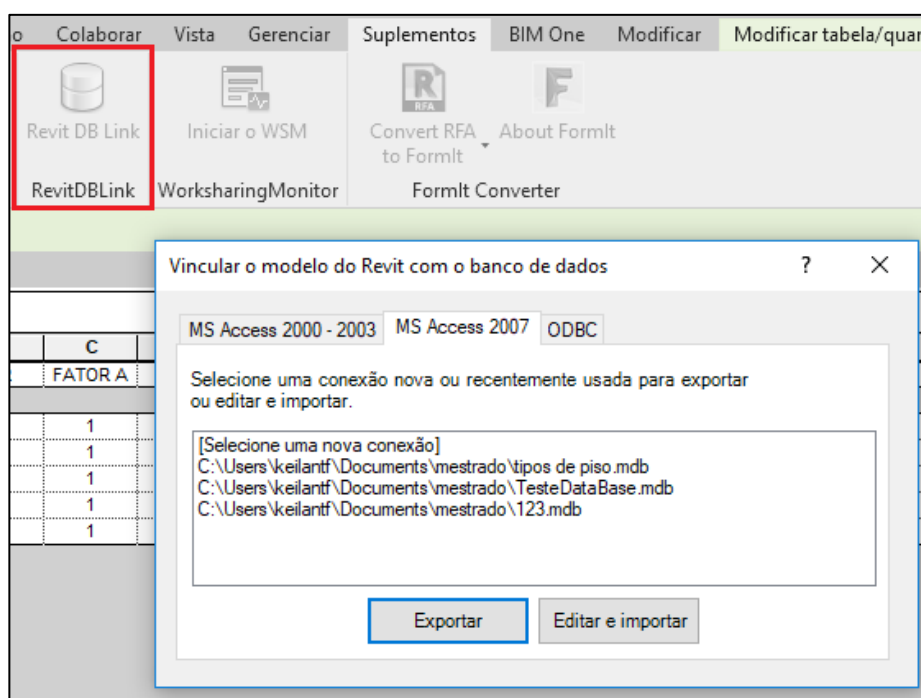 o Colaborar Vista Gerenciar Suplementos BIM One Modificar Modificar tabela/quan
Revit DB Link Iniciar o WSM Convert RFA to FormIt About FormIt
RFA
RevitDBLink WorksharingMonitor FormIt Converter
Vincular o modelo do Revit com o banco de dados ? X
MS Access 2000 - 2003 MS Access 2007 ODBC
C
FATOR A
Selecione uma conexão nova ou recentemente usada para exportar
ou editar e importar.
1
1
1
1
1
[Selecione uma nova conexão]
C:\Users\keilantf\Documents\mestrado\tipos de piso.mdb
C:\Users\keilantf\Documents\mestrado\TesteDataBase.mdb
C:\Users\keilantf\Documents\mestrado\123.mdb
Exportar Editar e importar